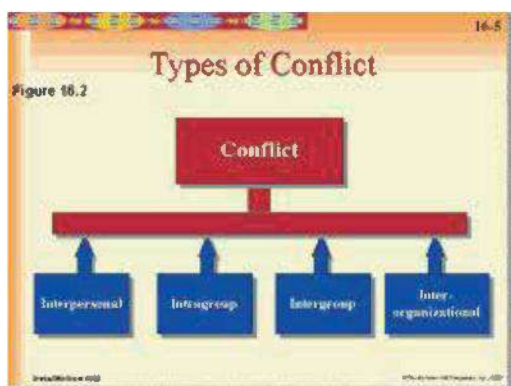 16-5
Types of Conflict
Figure 16.2
Conflict
Interpersonal
Intragroup
Intergroup
Inter-
organizational